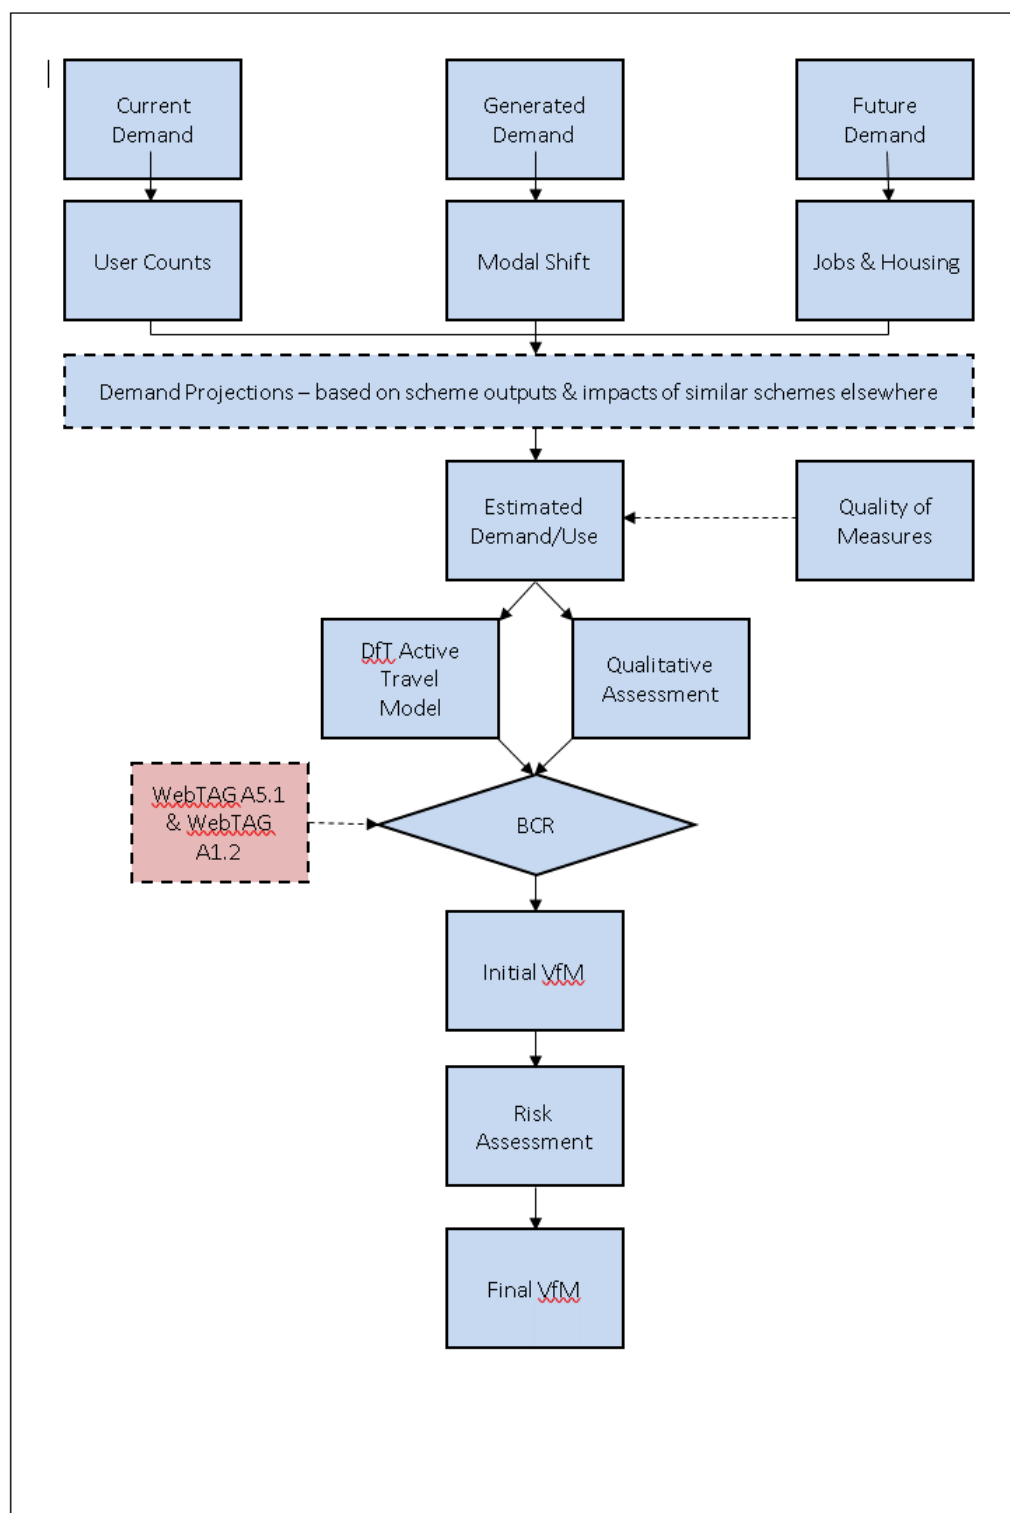 Current
Demand
Generated
Demand
Future
Demand
User Counts
Modal Shift
Jobs & Housing
Demand Projections – based on scheme outputs & impacts of similar schemes elsewhere
Estimated
Demand/Use
Quality of
Measures
DfT Active
Travel
Model
Qualitative
Assessment
WebTAG A5.1
& WebTAG
A1.2
BCR
Initial VfM
Risk
Assessment
Final VfM